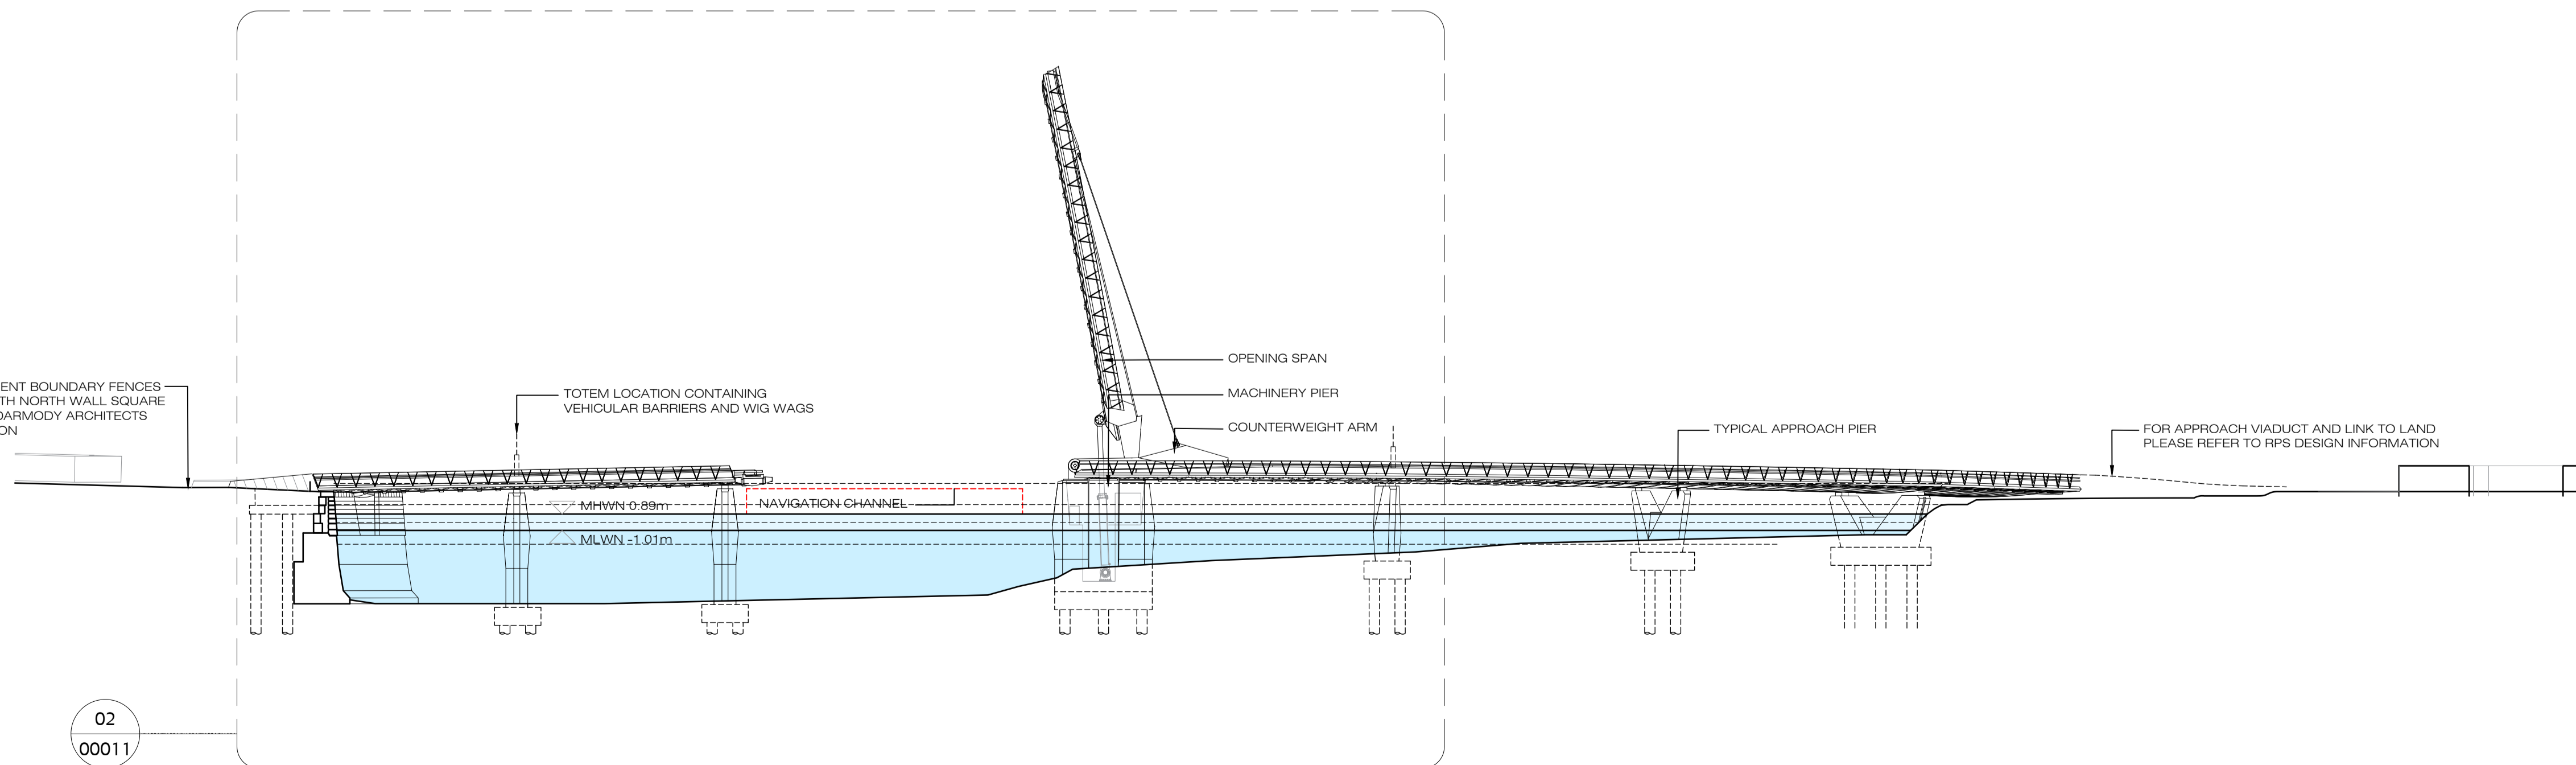 OPENING SPAN
MACHINERY PIER
COUNTERWEIGHT ARM
ENT BOUNDARY FENCES
TH NORTH WALL SQUARE
DARMODY ARCHITECTS
ON
TOTEM LOCATION CONTAINING
VEHICULAR BARRIERS AND WIG WAGS
TYPICAL APPROACH PIER
FOR APPROACH VIADUCT AND LINK TO LAND
PLEASE REFER TO RPS DESIGN INFORMATION
NAVIGATION CHANNEL
MHWN 0.89m
MLWN -1.01m
02
00011